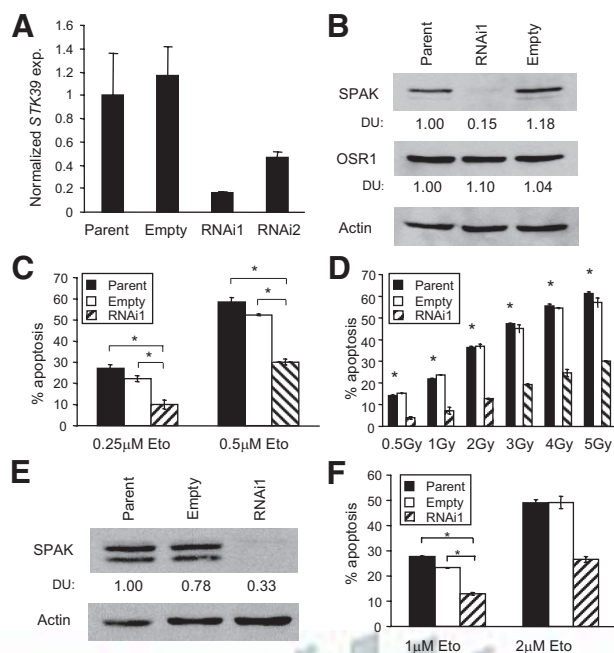 A
Normalized STK39 exp.
1.6
1.4
1.2
1
0.8
0.6
0.4
0.2
0
Parent Empty RNAi1 RNAi2
B
Parent RNAi1 Empty
SPAK
DU: 1.00 0.15 1.18
OSR1
DU: 1.00 1.10 1.04
Actin
C
% apoptosis
70
60
50
40
30
20
10
0
Parent
Empty
RNAi1
* * * *
0.25µM Eto 0.5µM Eto
D
% apoptosis
70
60
50
40
30
20
10
0
Parent
Empty
RNAi1
* * * * * *
0.5Gy 1Gy 2Gy 3Gy 4Gy 5Gy
E
Parent Empty RNAi1
SPAK
DU: 1.00 0.78 0.33
Actin
F
% apoptosis
60
50
40
30
20
10
0
Parent
Empty
RNAi1
* *
1µM Eto 2µM Eto